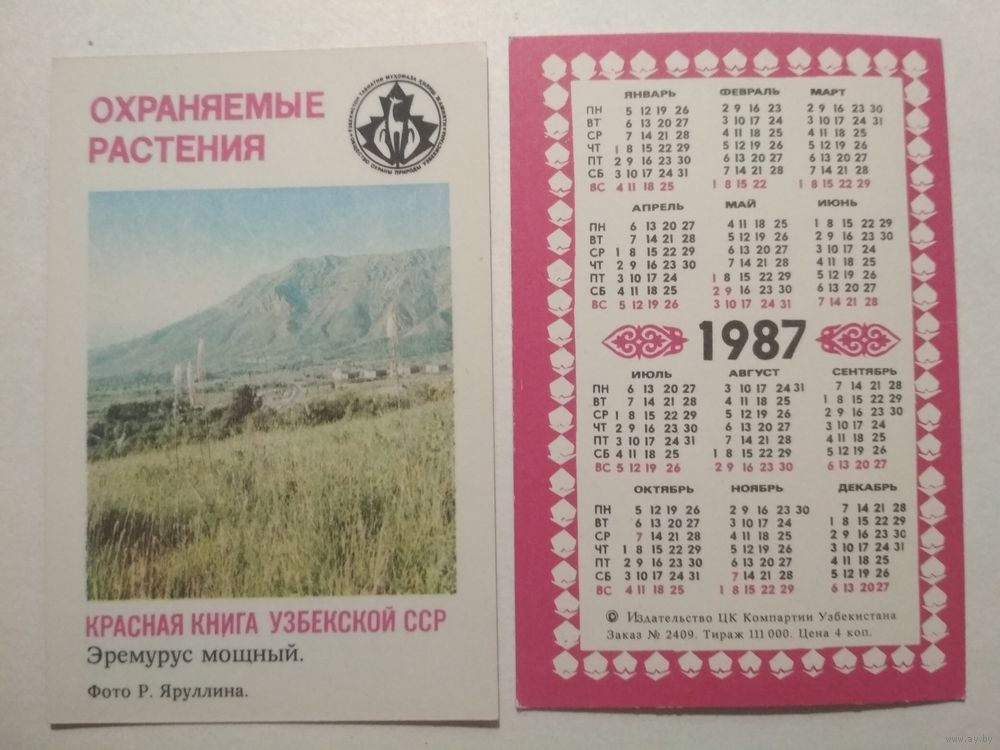 ОХРАНЯЕМЫЕ
РАСТЕНИЯ
ОБЩЕСТВО ОХРАНЫ ПРИРОДЫ УЗБЕКИСТАНА
КРАСНАЯ КНИГА УЗБЕКСКОЙ ССР
Эремурус мощный.
Фото Р. Яруллина.
ЯНВАРЬ ФЕВРАЛЬ МАРТ
ПН 5 12 19 26 2 9 16 23 2 9 16 23 30
ВТ 6 13 20 27 3 10 17 24 3 10 17 24 31
СР 7 14 21 28 4 11 18 25 4 11 18 25
ЧТ 1 8 15 22 29 5 12 19 26 5 12 19 26
ПТ 2 9 16 23 30 6 13 20 27 6 13 20 27
СБ 3 10 17 24 31 7 14 21 28 7 14 21 28
ВС 4 11 18 25 1 8 15 22 1 8 15 22 29
АПРЕЛЬ МАЙ ИЮНЬ
ПН 6 13 20 27 4 11 18 25 1 8 15 22 29
ВТ 7 14 21 28 5 12 19 26 2 9 16 23 30
СР 1 8 15 22 29 6 13 20 27 3 10 17 24
ЧТ 2 9 16 23 30 7 14 21 28 4 11 18 25
ПТ 3 10 17 24 1 8 15 22 29 5 12 19 26
СБ 4 11 18 25 2 9 16 23 30 6 13 20 27
ВС 5 12 19 26 3 10 17 24 31 7 14 21 28
1987
ИЮЛЬ АВГУСТ СЕНТЯБРЬ
ПН 6 13 20 27 3 10 17 24 31 7 14 21 28
ВТ 7 14 21 28 4 11 18 25 1 8 15 22 29
СР 1 8 15 22 29 5 12 19 26 2 9 16 23 30
ЧТ 2 9 16 23 30 6 13 20 27 3 10 17 24
ПТ 3 10 17 24 31 7 14 21 28 4 11 18 25
СБ 4 11 18 25 1 8 15 22 29 5 12 19 26
ВС 5 12 19 26 2 9 16 23 30 6 13 20 27
ОКТЯБРЬ НОЯБРЬ ДЕКАБРЬ
ПН 5 12 19 26 2 9 16 23 30 7 14 21 28
ВТ 6 13 20 27 3 10 17 24 1 8 15 22 29
СР 7 14 21 28 4 11 18 25 2 9 16 23 30
ЧТ 1 8 15 22 29 5 12 19 26 3 10 17 24 31
ПТ 2 9 16 23 30 6 13 20 27 4 11 18 25
СБ 3 10 17 24 31 7 14 21 28 5 12 19 26
ВС 4 11 18 25 1 8 15 22 29 6 13 20 27
© Издательство ЦК Компартии Узбекистана
Заказ № 2409. Тираж 111 000. Цена 4 коп.
www.ay.by